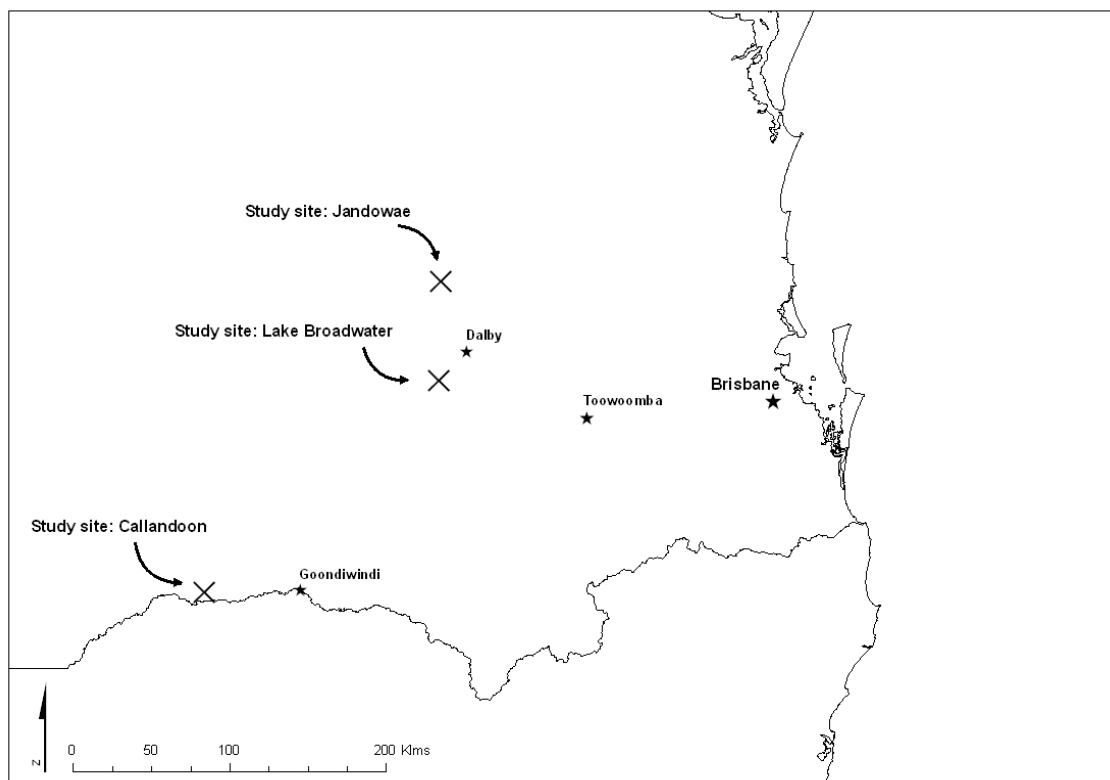 Study site: Jandowae
Study site: Lake Broadwater
Dalby
Brisbane
Toowoomba
Study site: Callandoon
Goondiwindi
N
0 50 100 200 Klms